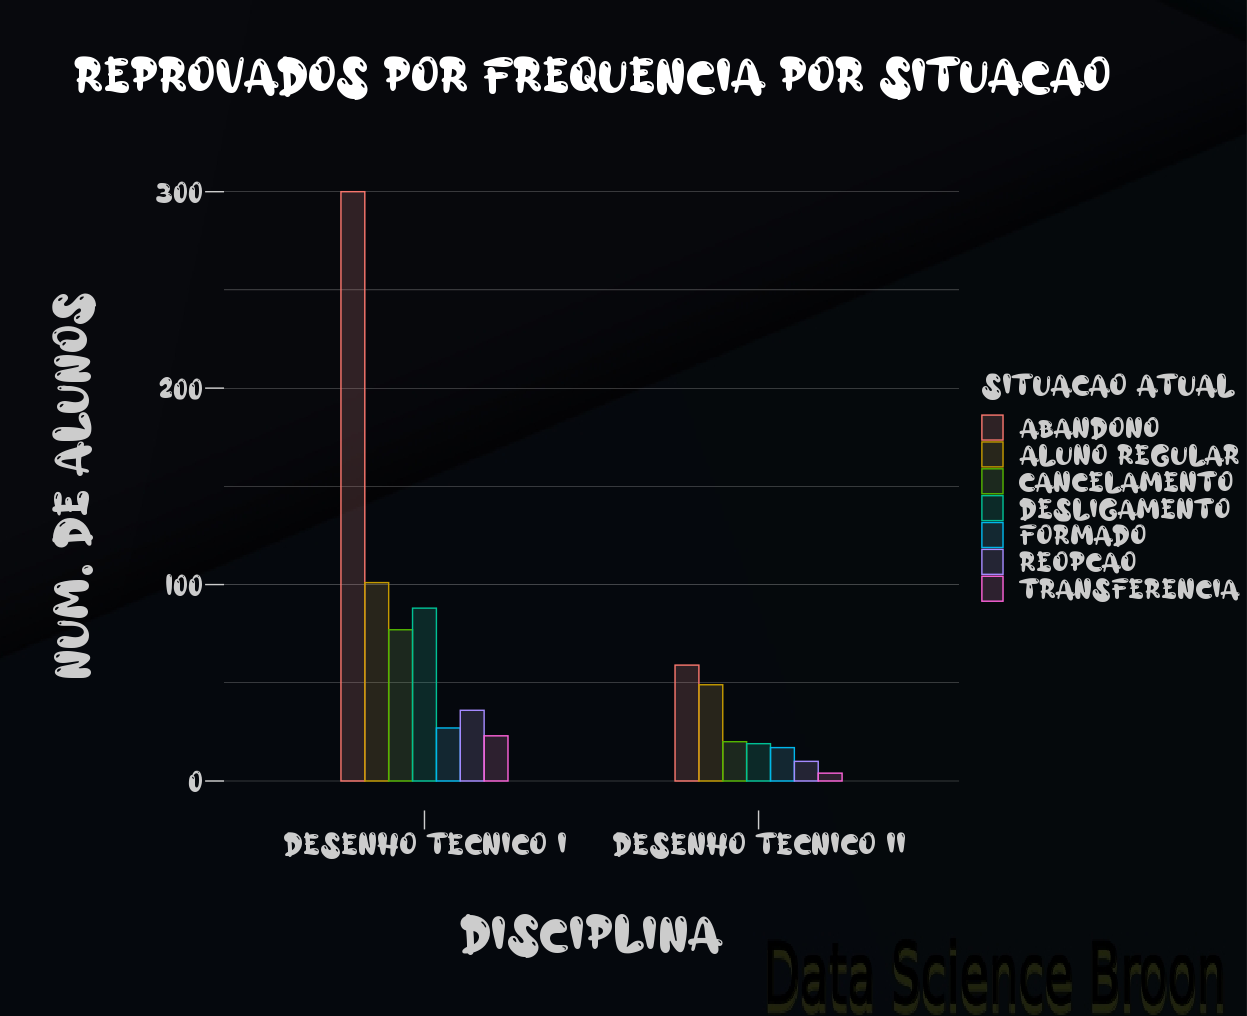 REPROVADOS POR FREQUENCIA POR SITUACAO
300
200
100
0
NUM. DE ALUNOS
SITUACAO ATUAL
ABANDONO
ALUNO REGULAR
CANCELAMENTO
DESLIGAMENTO
FORMADO
REOPCAO
TRANSFERENCIA
DESENHO TECNICO I
DESENHO TECNICO II
DISCIPLINA
Data Science Broon